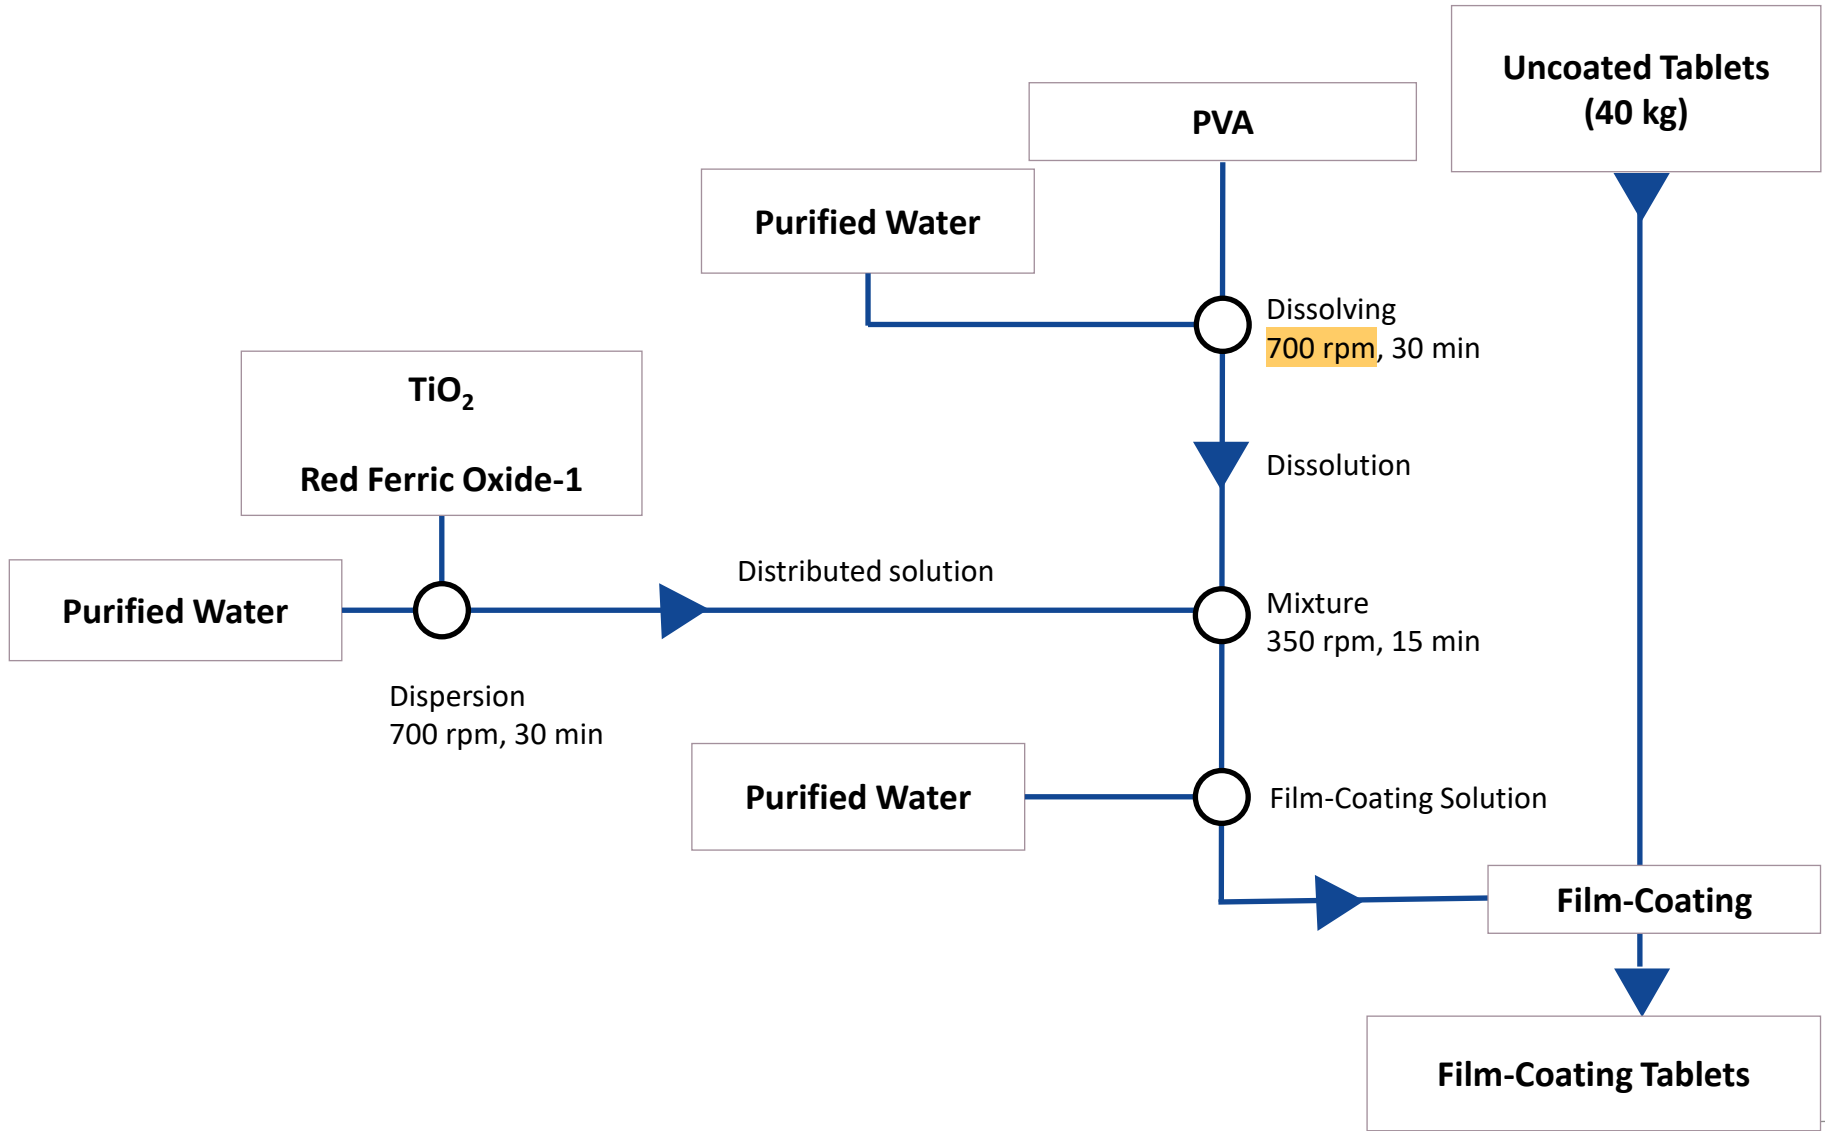 Uncoated Tablets
(40 kg)
PVA
Purified Water
Dissolving
700 rpm, 30 min
TiO₂
Red Ferric Oxide-1
Dissolution
Purified Water
Distributed solution
Mixture
350 rpm, 15 min
Dispersion
700 rpm, 30 min
Purified Water
Film-Coating Solution
Film-Coating
Film-Coating Tablets